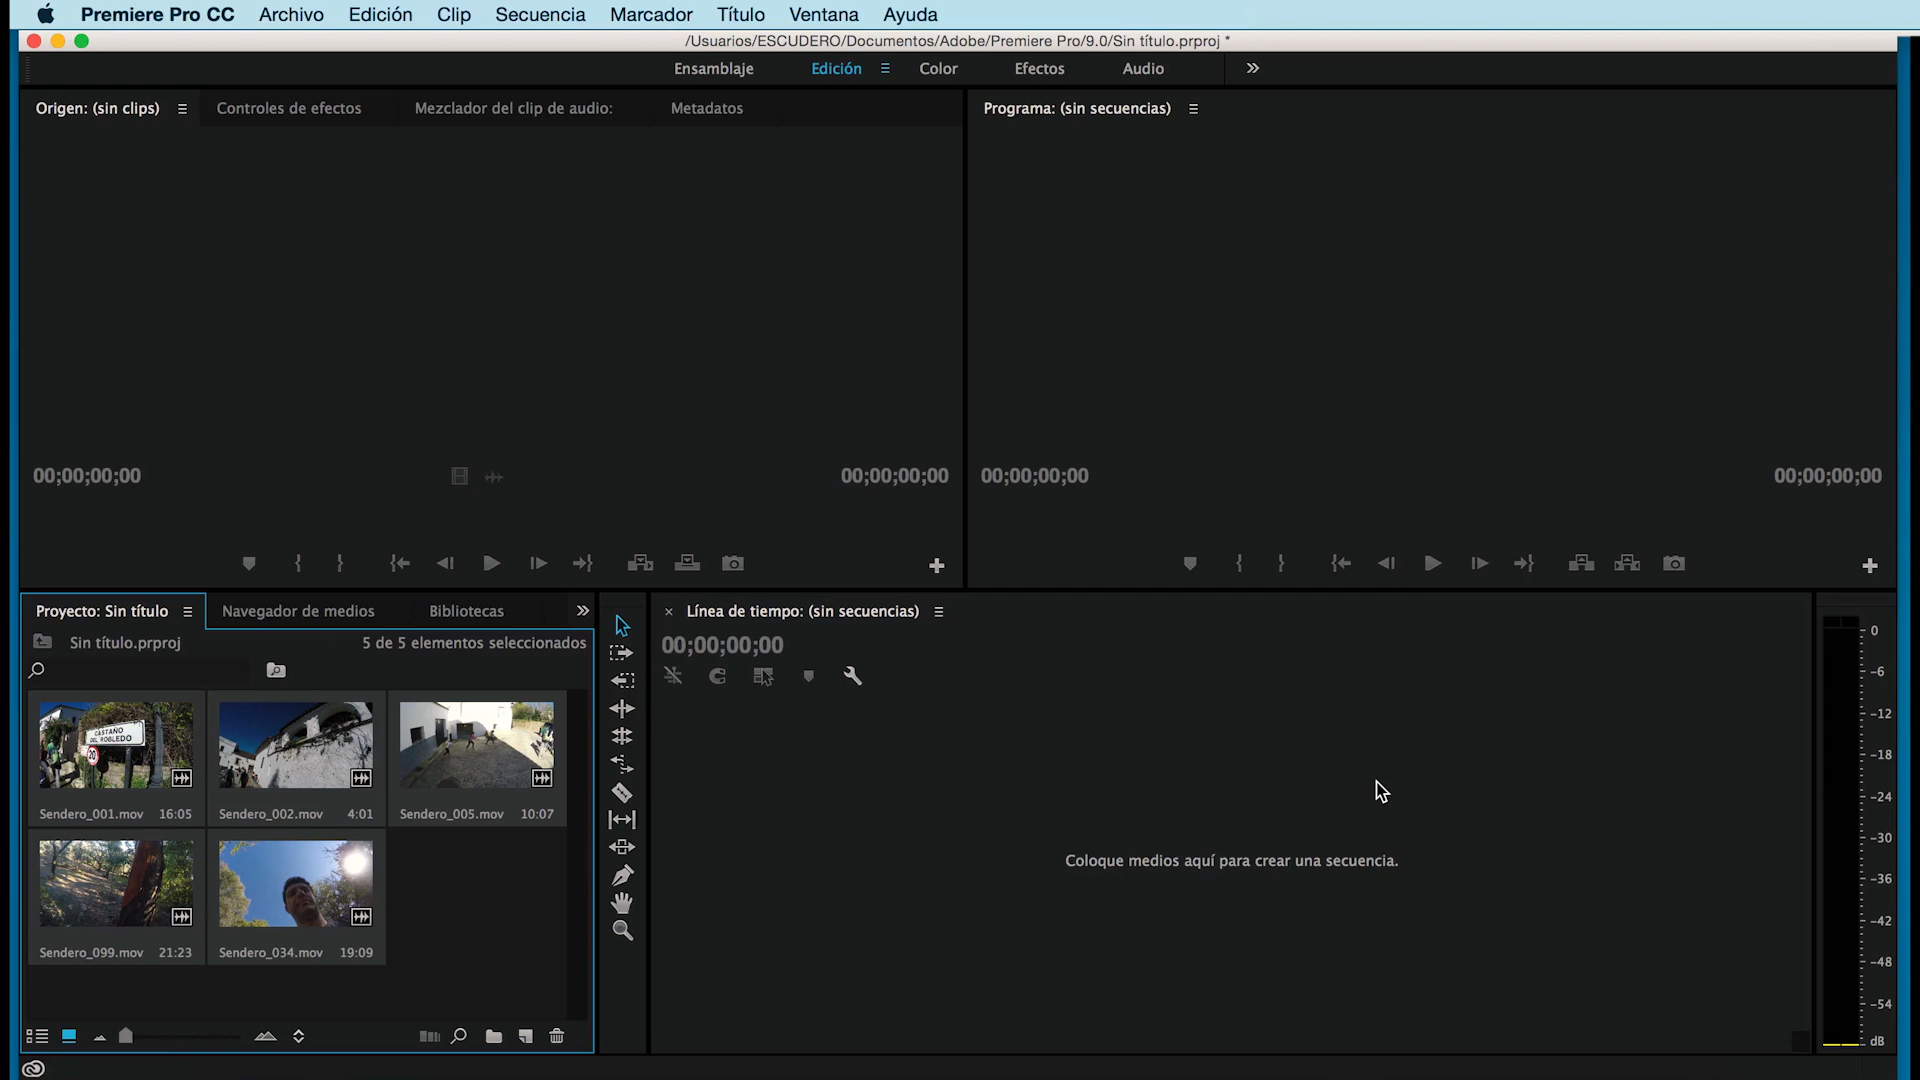 Premiere Pro CC Archivo Edición Clip Secuencia Marcador Título Ventana Ayuda
/Usuarios/ESCUDERO/Documentos/Adobe/Premiere Pro/9.0/Sin título.prproj *
Ensamblaje Edición Color Efectos Audio
Origen: (sin clips) Controles de efectos Mezclador del clip de audio: Metadatos
Programa: (sin secuencias)
00;00;00;00 00;00;00;00
00;00;00;00 00;00;00;00
Proyecto: Sin título Navegador de medios Bibliotecas
Sin título.prproj 5 de 5 elementos seleccionados
CASTAÑO
DEL ROBLEDO
20
Sendero_001.mov 16:05
Sendero_002.mov 4:01
Sendero_005.mov 10:07
Sendero_099.mov 21:23
Sendero_034.mov 19:09
Línea de tiempo: (sin secuencias)
00;00;00;00
Coloque medios aquí para crear una secuencia.
0
-6
-12
-18
-24
-30
-36
-42
-48
-54
dB